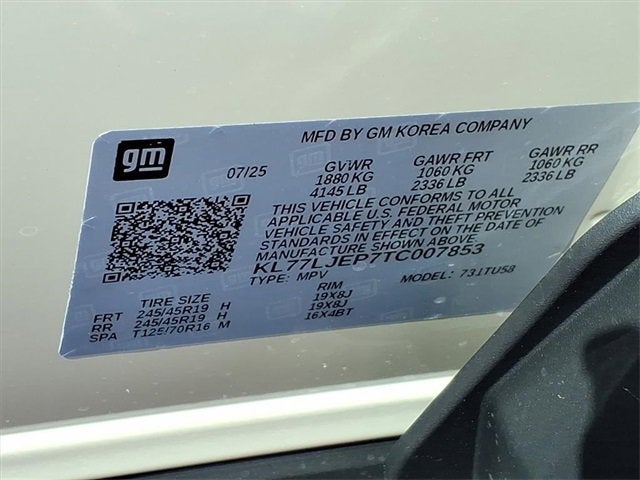 MFD BY GM KOREA COMPANY
gm
07/25
GVWR GAWR FRT GAWR RR
1880 KG 1060 KG 1060 KG
4145 LB 2336 LB 2336 LB
THIS VEHICLE CONFORMS TO ALL
APPLICABLE U.S. FEDERAL MOTOR
VEHICLE SAFETY AND THEFT PREVENTION
STANDARDS IN EFFECT ON THE DATE OF
MANUFACTURE SHOWN ABOVE.
KL77LJEP7TC007853
TYPE: MPV MODEL: 731TU58
TIRE SIZE RIM
FRT 245/45R19 H 19X8J
RR 245/45R19 H 19X8J
SPA T125/70R16 M 16X4BT